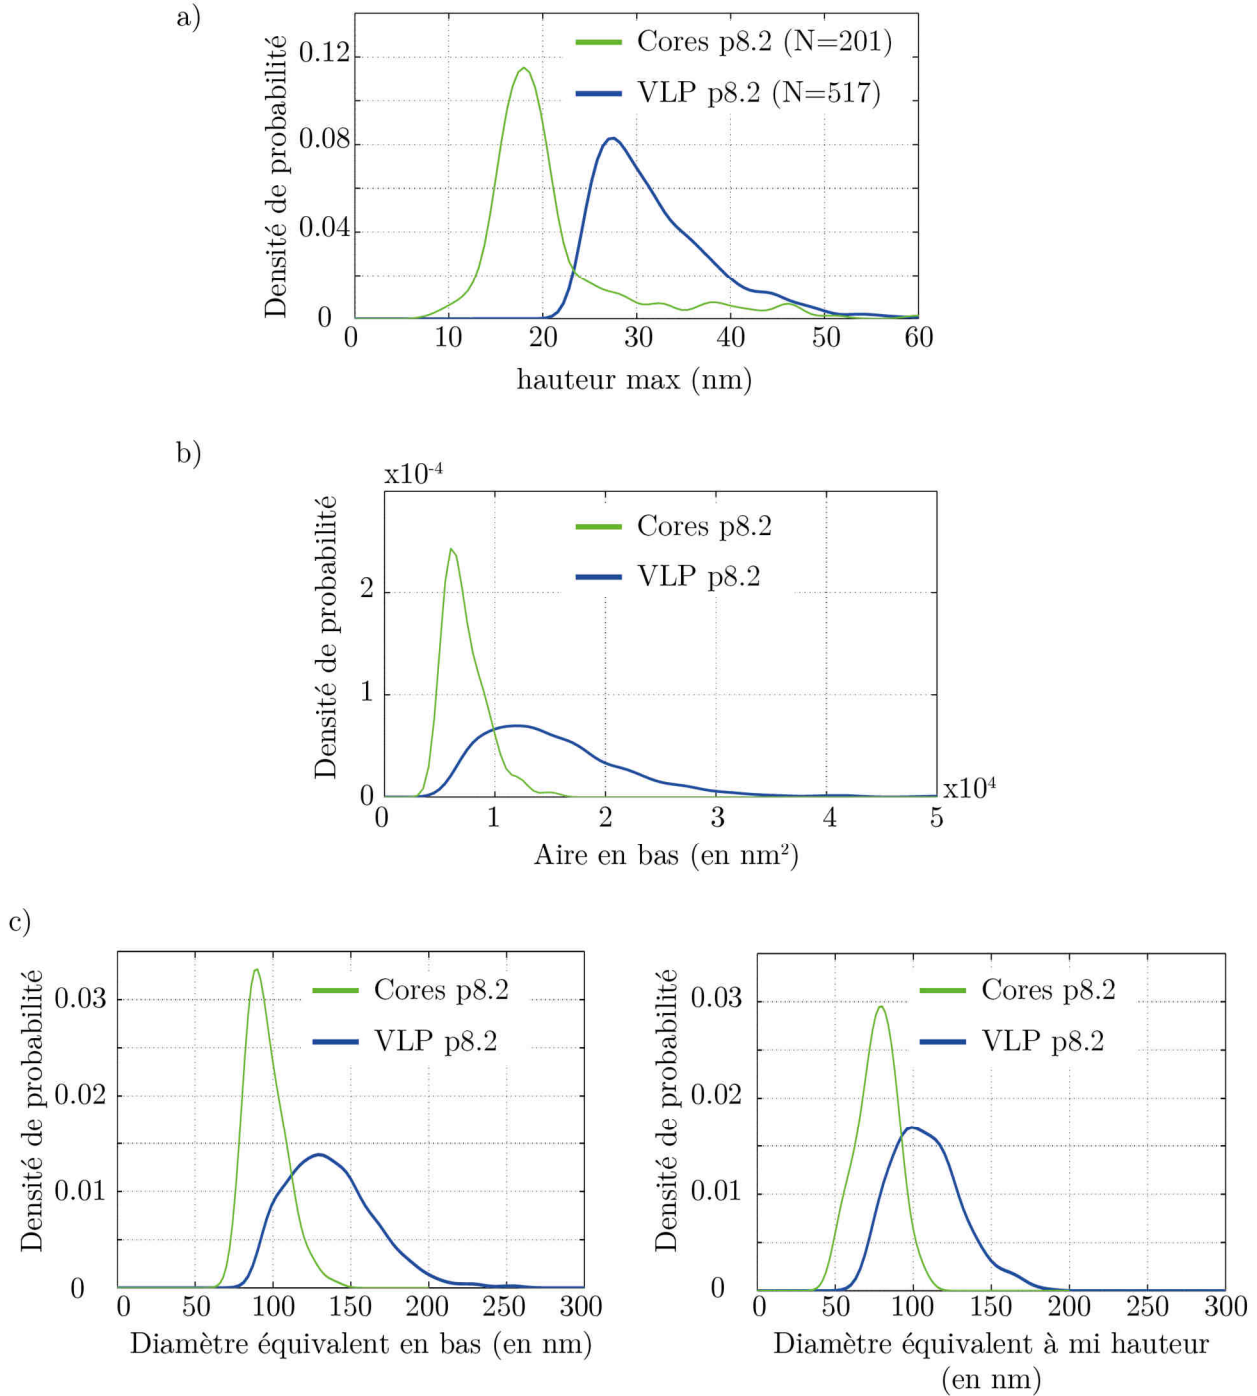 a)
Densité de probabilité
0.12
0.08
0.04
0
Cores p8.2 (N=201)
VLP p8.2 (N=517)
0 10 20 30 40 50 60
hauteur max (nm)
b)
x10-4
Densité de probabilité
2
1
0
Cores p8.2
VLP p8.2
0 1 2 3 4 5
x10⁴
Aire en bas (en nm²)
c)
Densité de probabilité
0.03
0.02
0.01
0
Cores p8.2
VLP p8.2
0 50 100 150 200 250 300
Diamètre équivalent en bas (en nm)
Densité de probabilité
0.03
0.02
0.01
0
Cores p8.2
VLP p8.2
0 50 100 150 200 250 300
Diamètre équivalent à mi hauteur
(en nm)